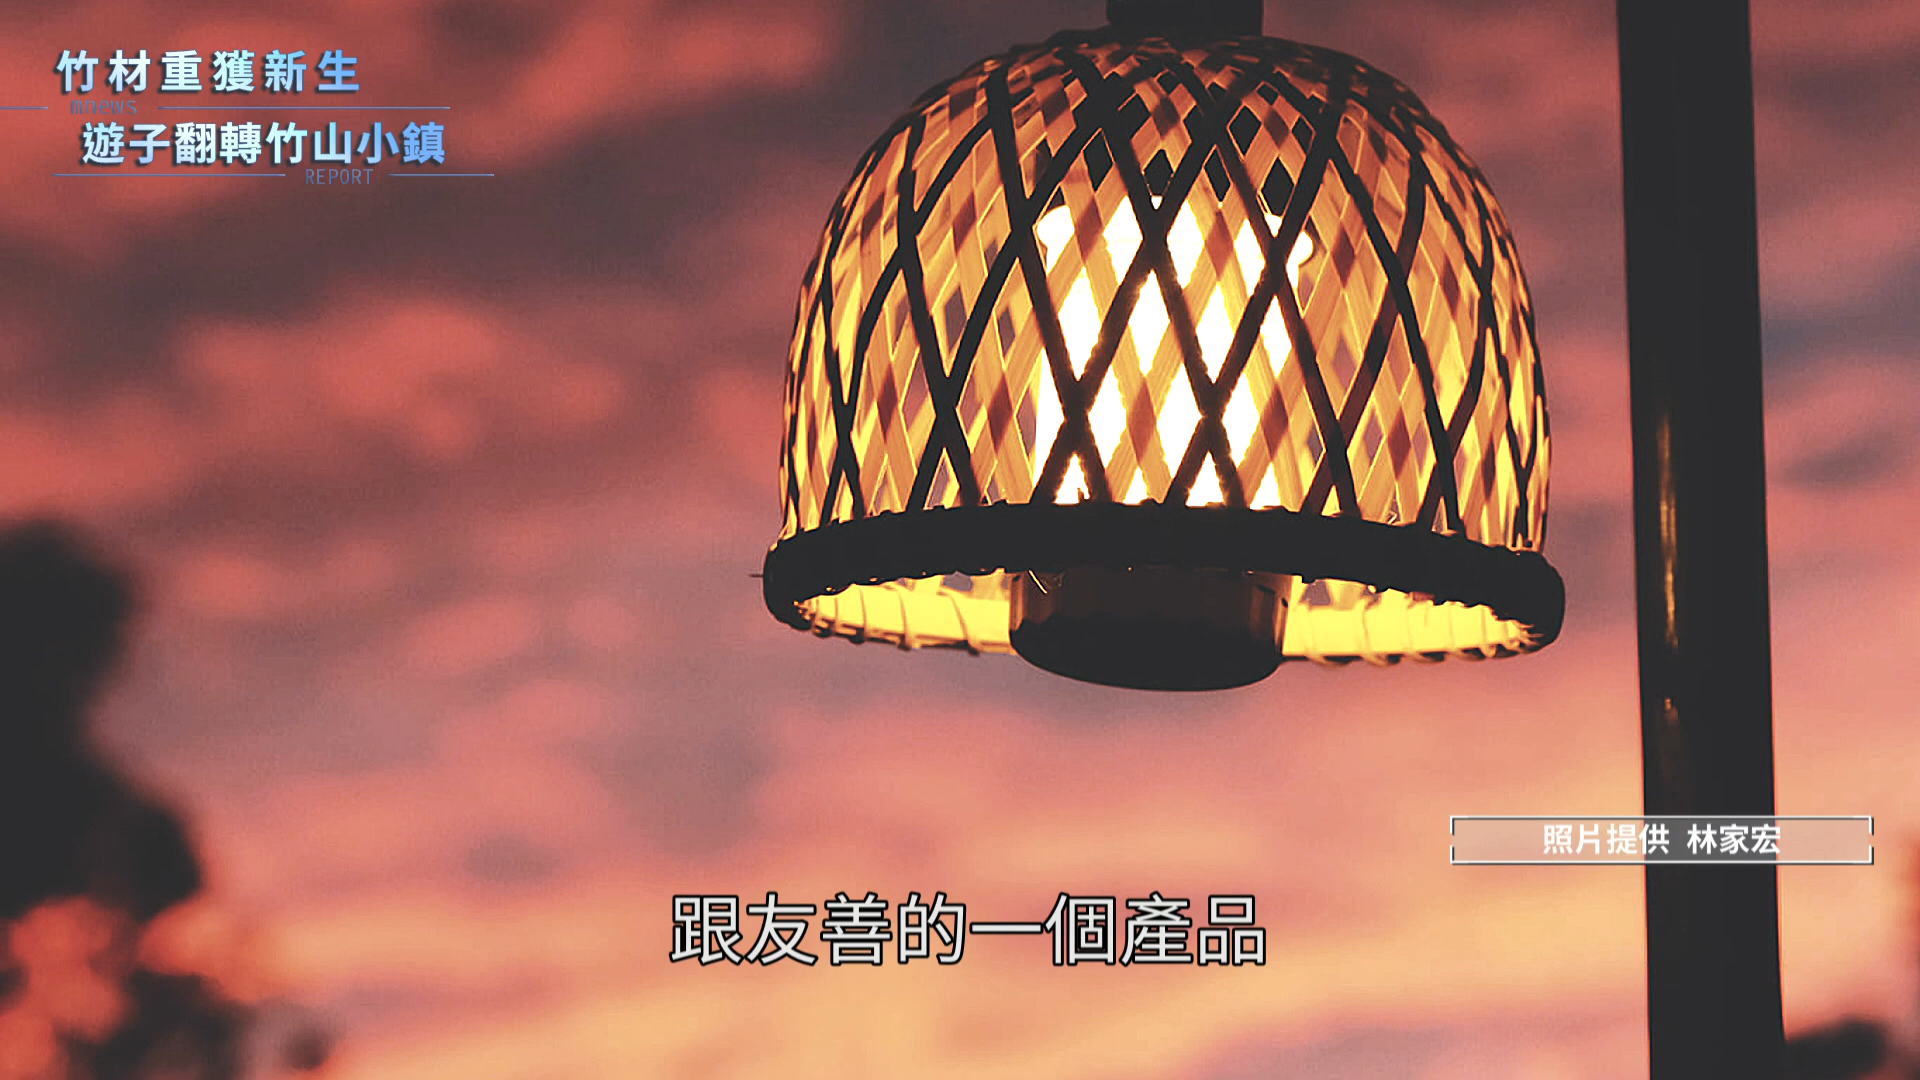 竹材重獲新生
mnews
遊子翻轉竹山小鎮
REPORT
照片提供 林家宏
跟友善的一個產品